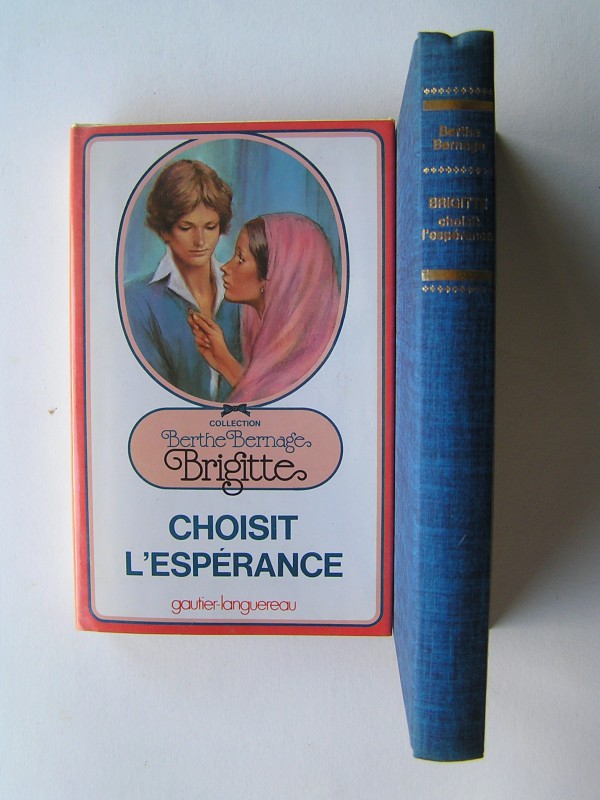 COLLECTION
Berthe Bernage
Brigitte
CHOISIT
L'ESPÉRANCE
gautier-languereau
Berthe
Bernage
BRIGITTE
choisit
l'espérance